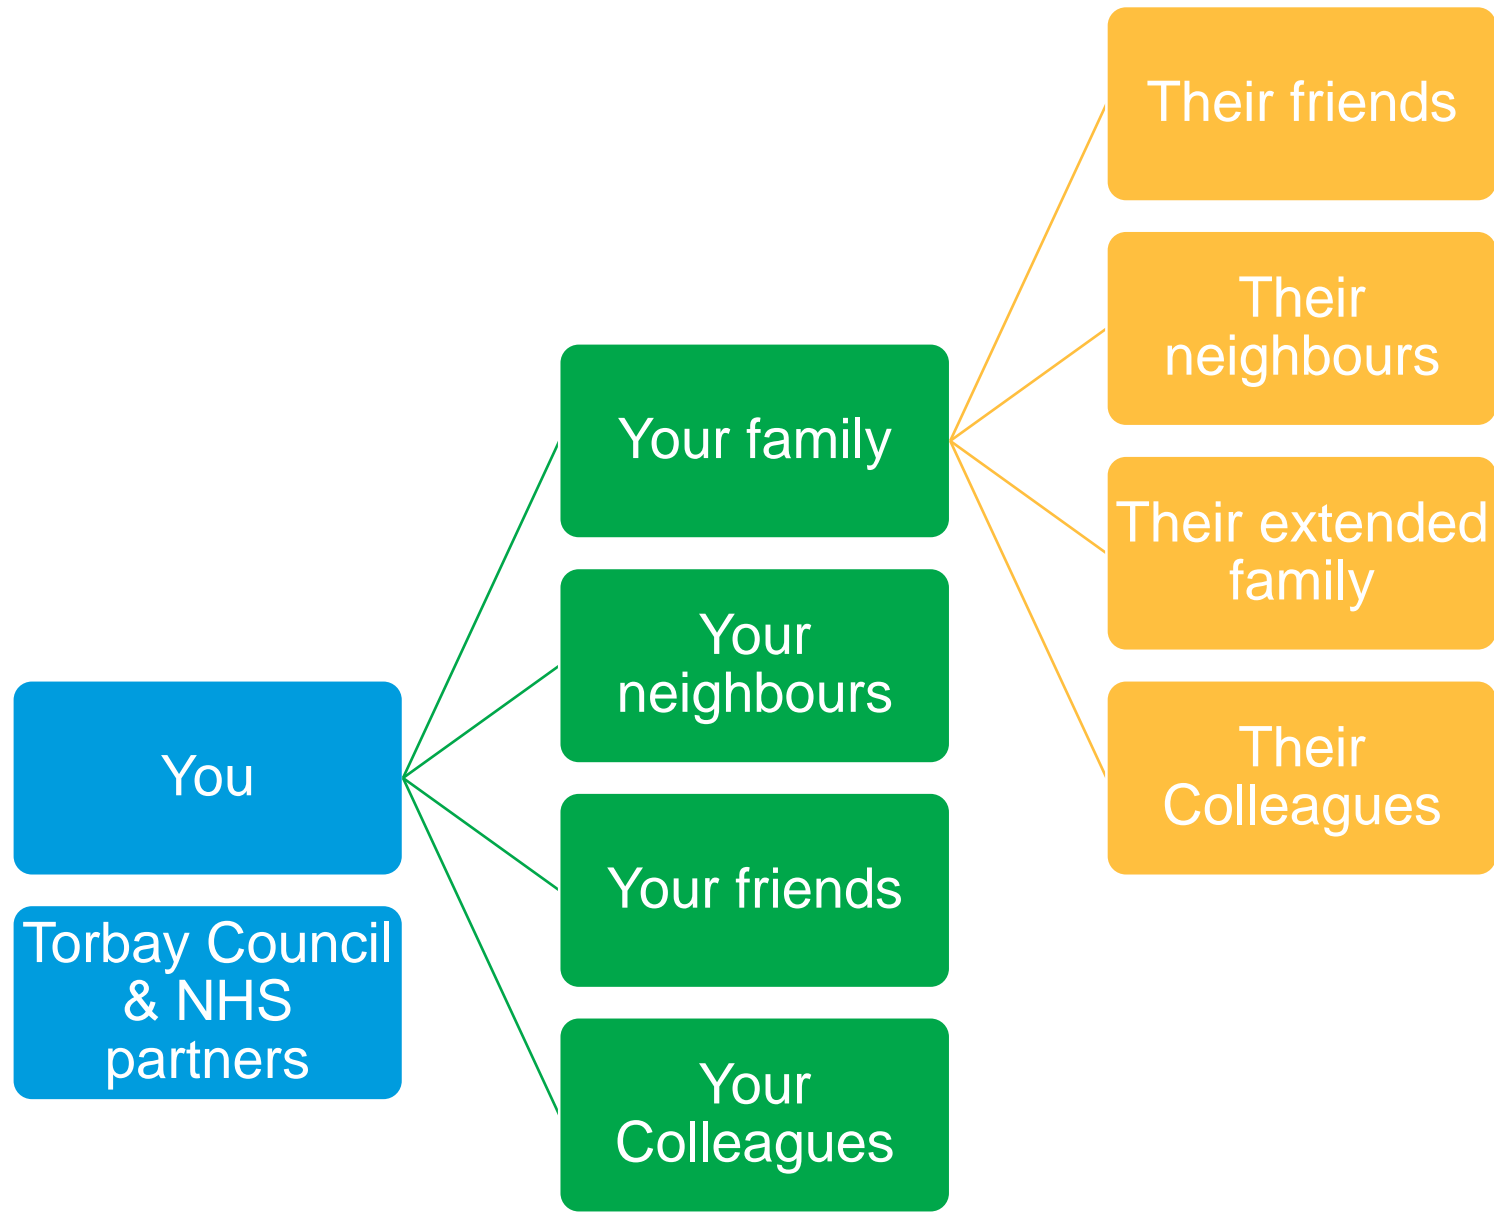 You
Torbay Council
& NHS
partners
Your family
Your
neighbours
Your friends
Your
Colleagues
Their friends
Their
neighbours
Their extended
family
Their
Colleagues